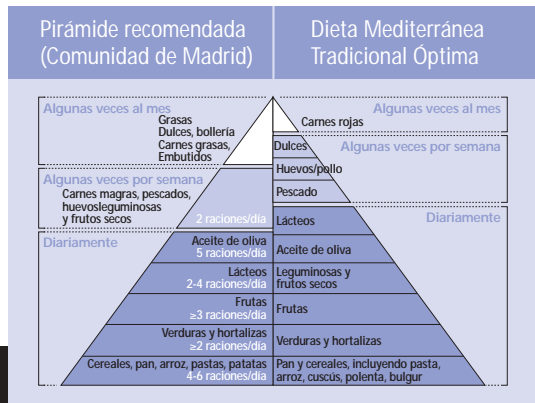 Pirámide recomendada
(Comunidad de Madrid)
Dieta Mediterránea
Tradicional Óptima
Algunas veces al mes
Grasas
Dulces, bollería
Carnes grasas,
Embutidos
Algunas veces por semana
Carnes magras, pescados,
huevosleguminosas
y frutos secos
2 raciones/día
Diariamente
Aceite de oliva
5 raciones/día
Lácteos
2-4 raciones/día
Frutas
≥3 raciones/día
Verduras y hortalizas
≥2 raciones/día
Cereales, pan, arroz, pastas, patatas
4-6 raciones/día
Algunas veces al mes
Carnes rojas
Algunas veces por semana
Dulces
Huevos/pollo
Pescado
Diariamente
Lácteos
Aceite de oliva
Leguminosas y
frutos secos
Frutas
Verduras y hortalizas
Pan y cereales, incluyendo pasta,
arroz, cuscús, polenta, bulgur